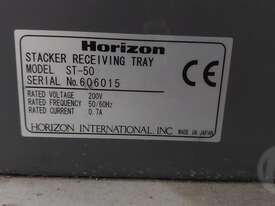 Horizon
STACKER RECEIVING TRAY
MODEL ST-50
SERIAL No.606015
CE
RATED VOLTAGE 200V
RATED FREQUENCY 50/60Hz
RATED CURRENT 0.7A
HORIZON INTERNATIONAL, INC MADE IN JAPAN